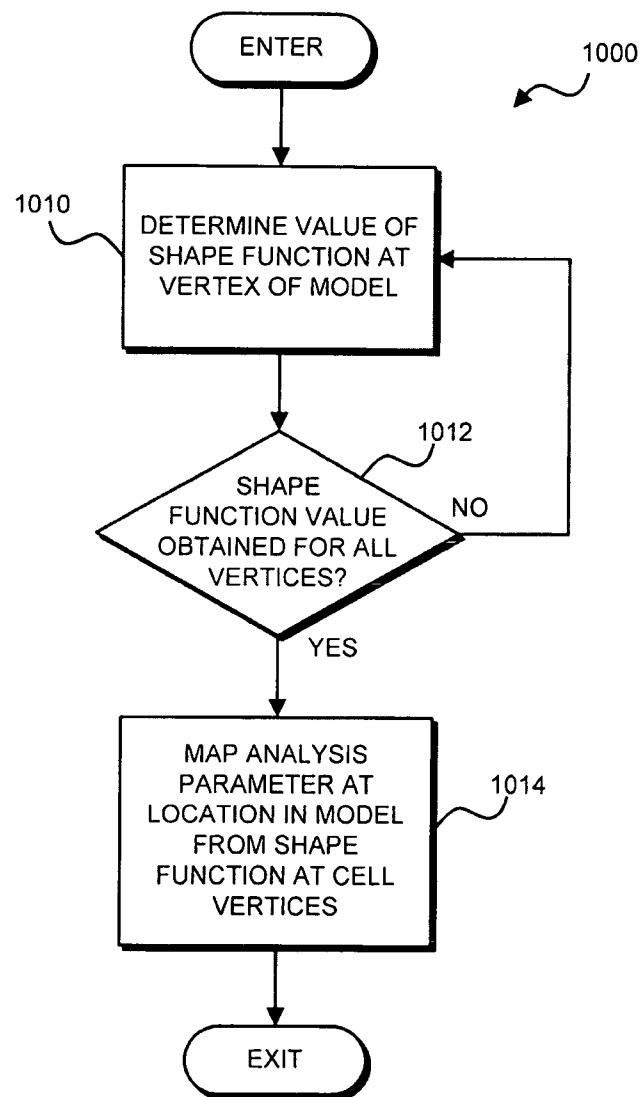 ENTER
1000
1010
DETERMINE VALUE OF
SHAPE FUNCTION AT
VERTEX OF MODEL
1012
SHAPE
FUNCTION VALUE
OBTAINED FOR ALL
VERTICES?
NO
YES
MAP ANALYSIS
PARAMETER AT
LOCATION IN MODEL
FROM SHAPE
FUNCTION AT CELL
VERTICES
1014
EXIT